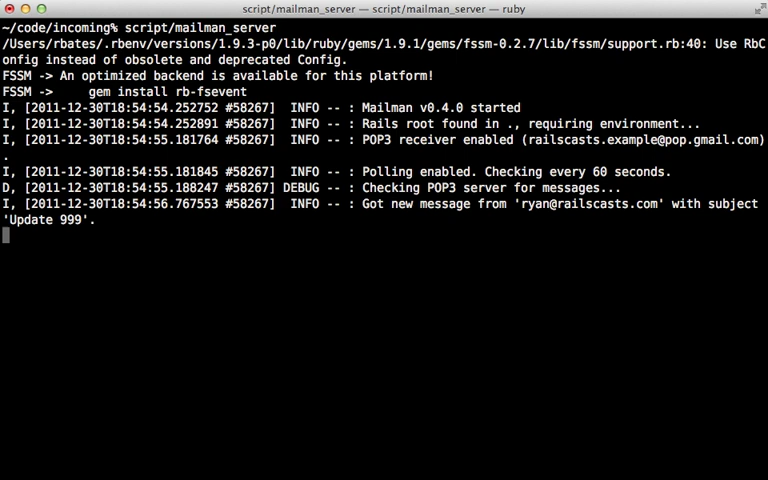 script/mailman_server — script/mailman_server — ruby
~/code/incoming% script/mailman_server
/Users/rbates/.rbenv/versions/1.9.3-p0/lib/ruby/gems/1.9.1/gems/fssm-0.2.7/lib/fssm/support.rb:40: Use RbC
onfig instead of obsolete and deprecated Config.
FSSM -> An optimized backend is available for this platform!
FSSM ->     gem install rb-fsevent
I, [2011-12-30T18:54:54.252752 #58267]  INFO -- : Mailman v0.4.0 started
I, [2011-12-30T18:54:54.252891 #58267]  INFO -- : Rails root found in ., requiring environment...
I, [2011-12-30T18:54:55.181764 #58267]  INFO -- : POP3 receiver enabled (railscasts.example@pop.gmail.com)
.
I, [2011-12-30T18:54:55.181845 #58267]  INFO -- : Polling enabled. Checking every 60 seconds.
D, [2011-12-30T18:54:55.188247 #58267] DEBUG -- : Checking POP3 server for messages...
I, [2011-12-30T18:54:56.767553 #58267]  INFO -- : Got new message from 'ryan@railscasts.com' with subject
'Update 999'.